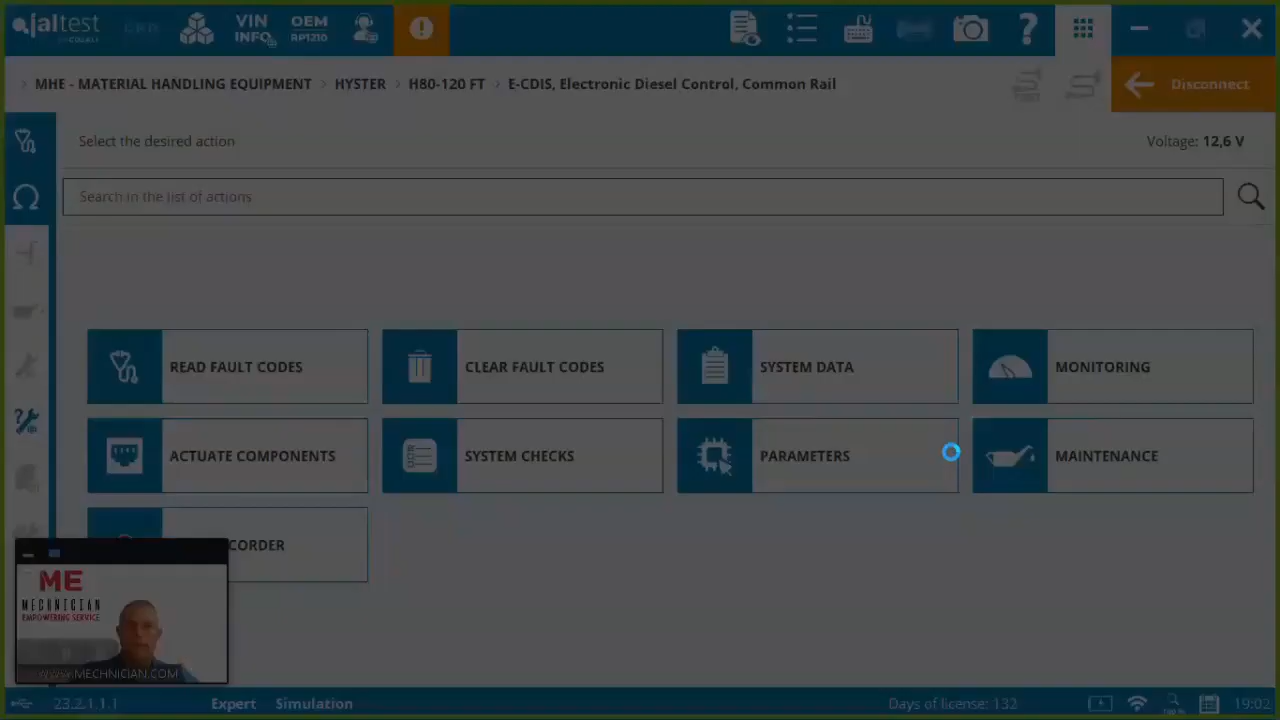 jaltest
BY COJALI
CPD
VIN
INFO
OEM
RP1210
MHE - MATERIAL HANDLING EQUIPMENT
HYSTER
H80-120 FT
E-CDIS, Electronic Diesel Control, Common Rail
Disconnect
Select the desired action
Voltage: 12,6 V
Search in the list of actions
READ FAULT CODES
CLEAR FAULT CODES
SYSTEM DATA
MONITORING
ACTUATE COMPONENTS
SYSTEM CHECKS
PARAMETERS
MAINTENANCE
CORDER
ME
MECHNICIAN
EMPOWERING SERVICE
WWW.MECHNICIAN.COM
23.2.1.1.1
Expert
Simulation
Days of license: 132
19:02